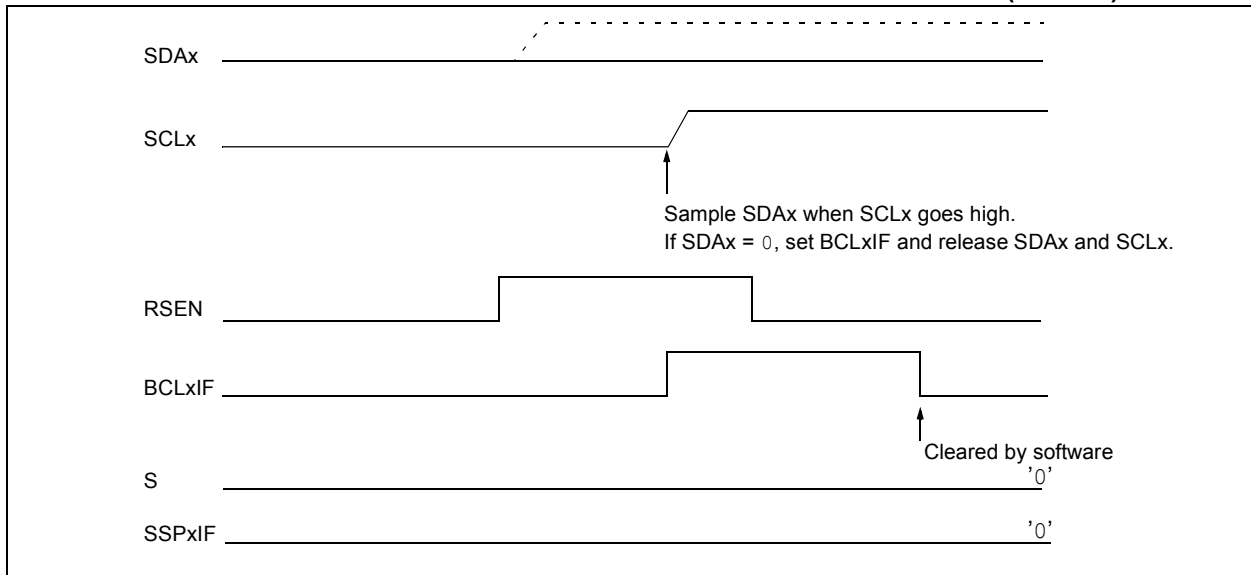 SDAx
SCLx
Sample SDAx when SCLx goes high.
If SDAx = 0, set BCLxIF and release SDAx and SCLx.
RSEN
BCLxIF
Cleared by software
S '0'
SSPxIF '0'